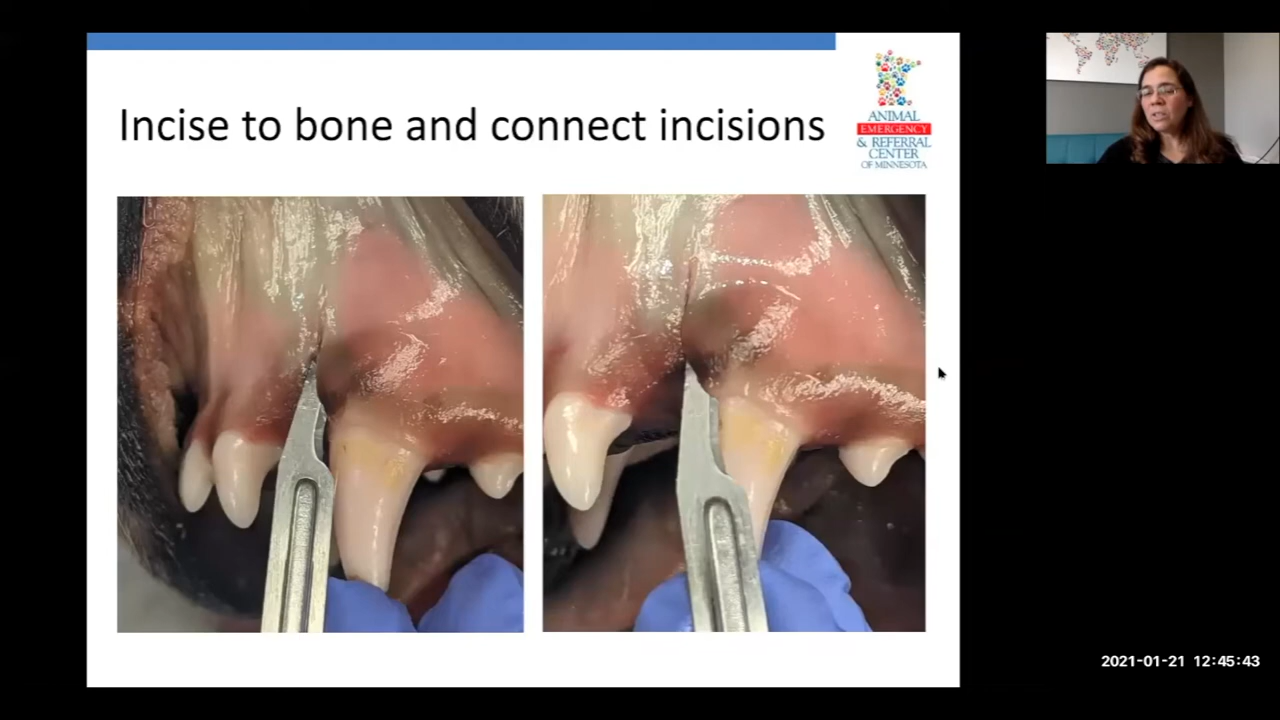 Incise to bone and connect incisions
ANIMAL
EMERGENCY
& REFERRAL
CENTER
OF MINNESOTA
2021-01-21 12:45:43